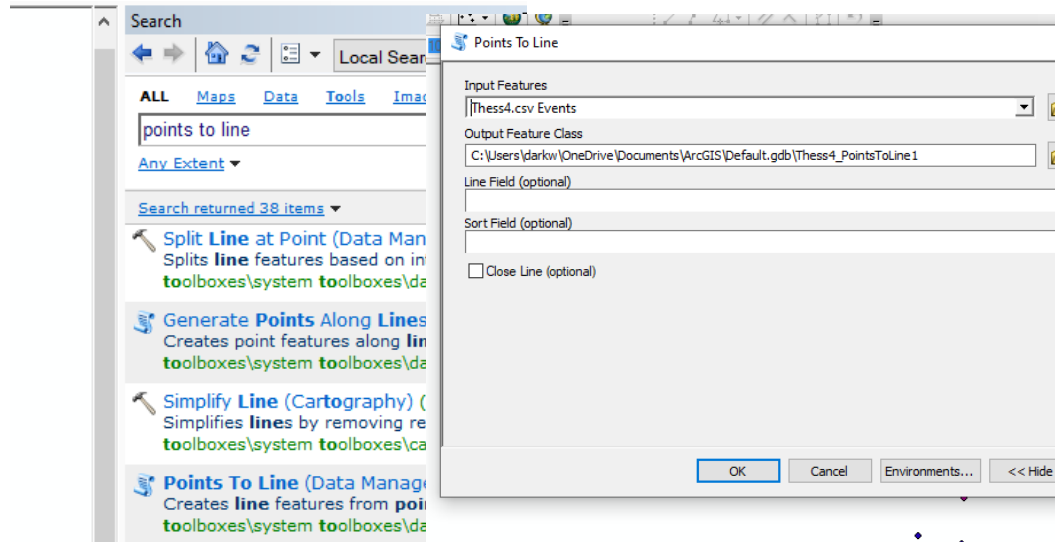 Search
Local Sear
ALL Maps Data Tools Imag
points to line
Any Extent
Search returned 38 items
Split Line at Point (Data Man
Splits line features based on in
toolboxes\system toolboxes\da
Generate Points Along Lines
Creates point features along lin
toolboxes\system toolboxes\da
Simplify Line (Cartography) (
Simplifies lines by removing re
toolboxes\system toolboxes\ca
Points To Line (Data Manage
Creates line features from poi
toolboxes\system toolboxes\da
Points To Line
Input Features
Thess4.csv Events
Output Feature Class
C:\Users\darkw\OneDrive\Documents\ArcGIS\Default.gdb\Thess4_PointsToLine1
Line Field (optional)
Sort Field (optional)
Close Line (optional)
OK Cancel Environments... << Hide